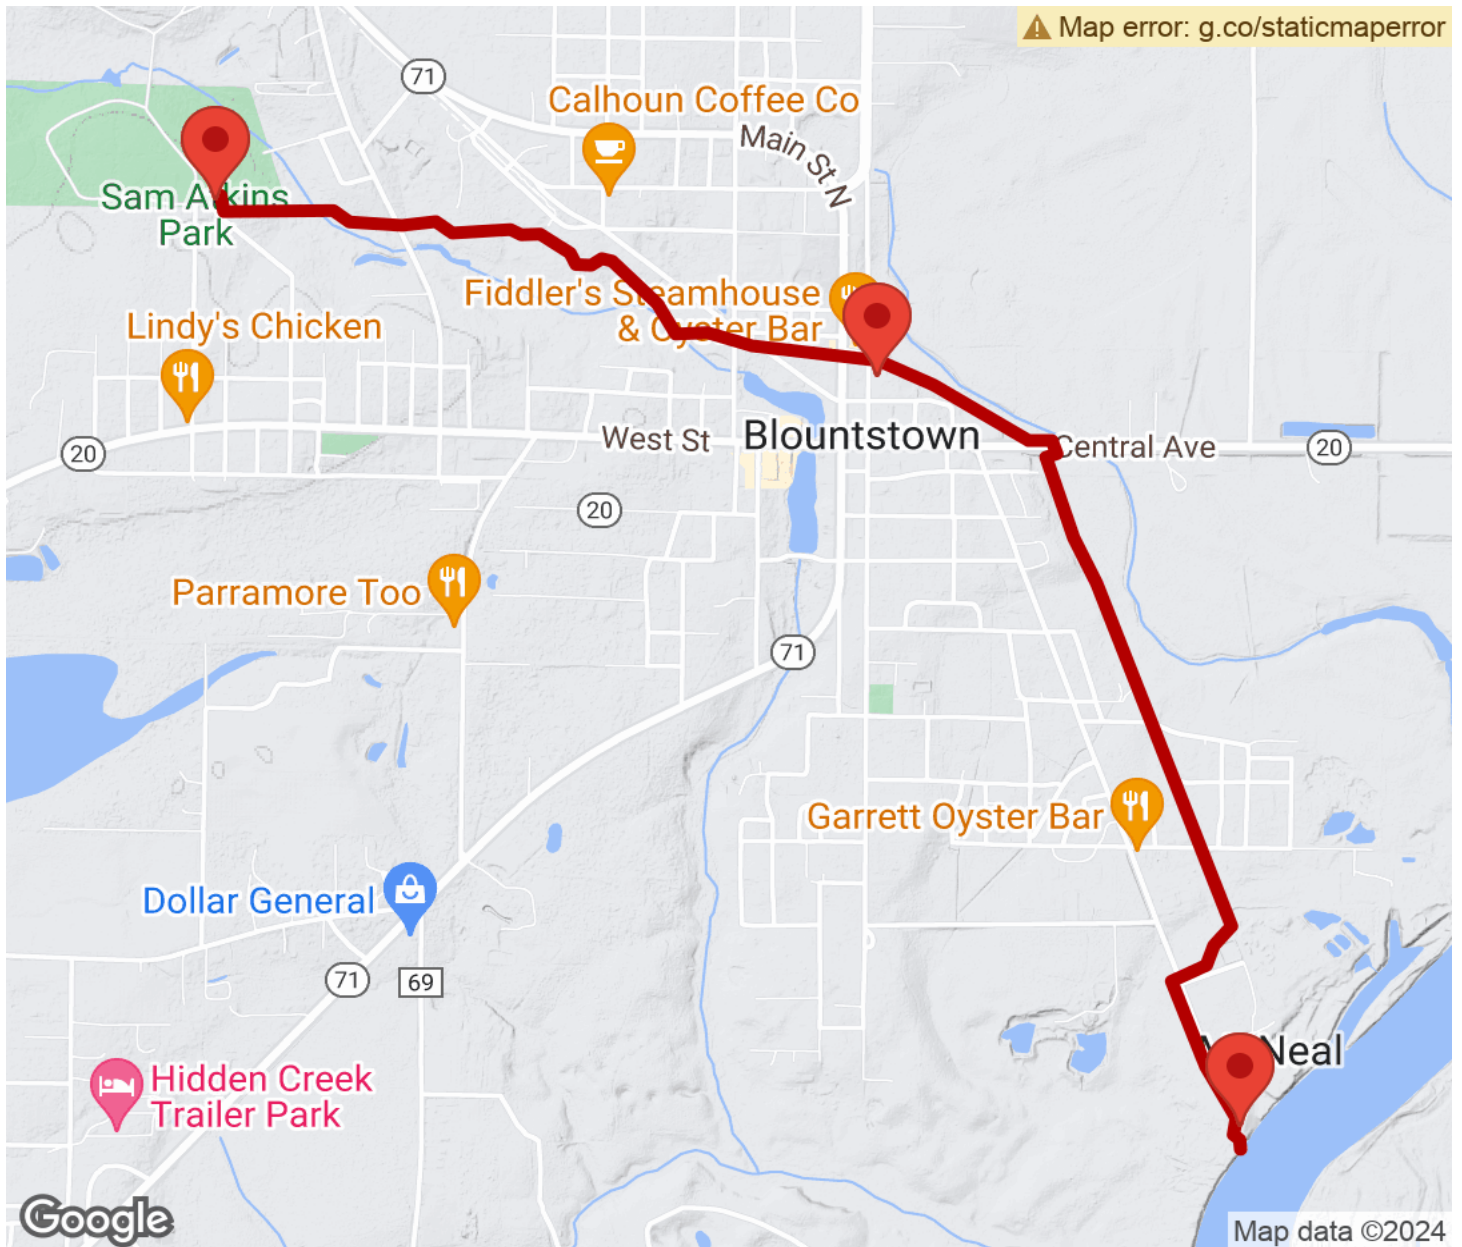 Map error: g.co/staticmaperror
71
Calhoun Coffee Co
Main St N
Sam Atkins
Park
Fiddler's Steamhouse
& Oyster Bar
Lindy's Chicken
20
West St
Blountstown
Central Ave
20
20
Parramore Too
71
Garrett Oyster Bar
Dollar General
71
69
Neal
Hidden Creek
Trailer Park
Google
Map data ©2024